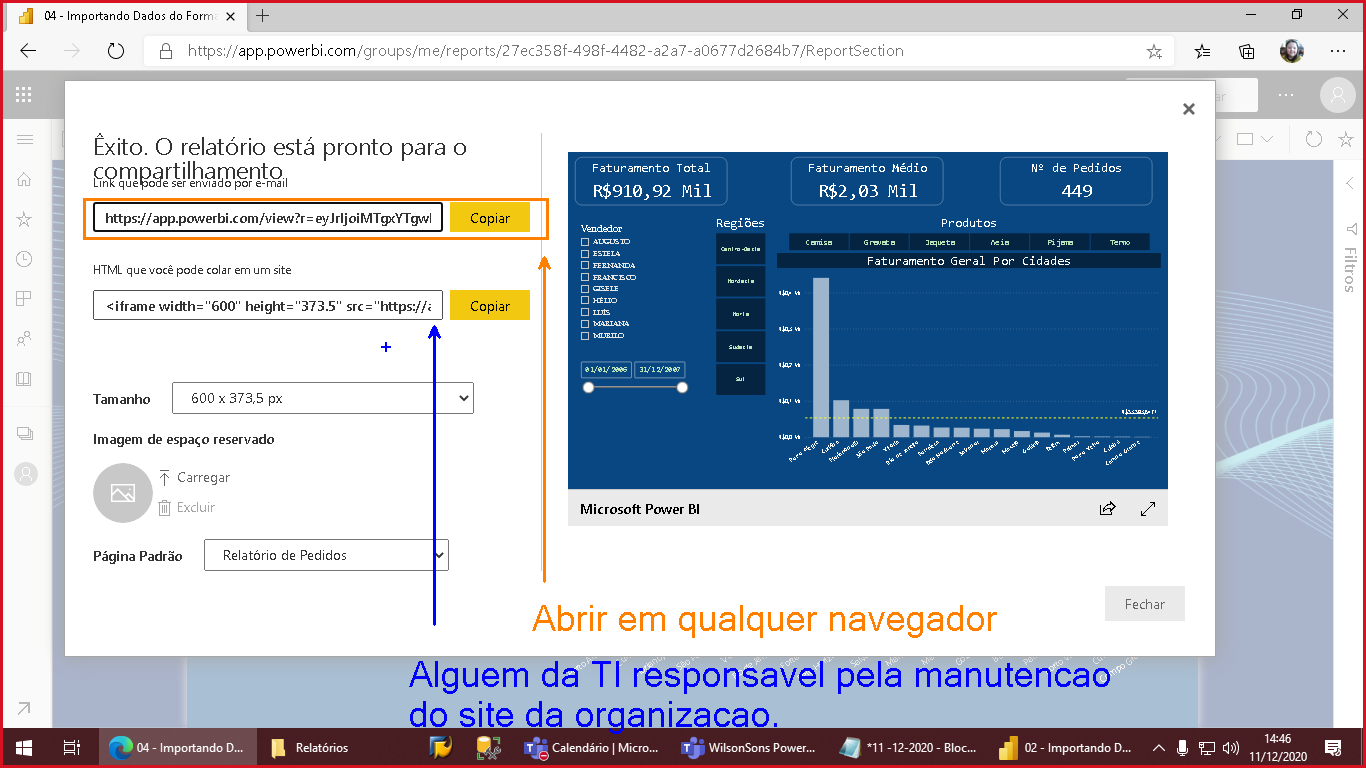 04 - Importando Dados do Forma
https://app.powerbi.com/groups/me/reports/27ec358f-498f-4482-a2a7-a0677d2684b7/ReportSection
Êxito. O relatório está pronto para o
compartilhamento
Link que pode ser enviado por e-mail
https://app.powerbi.com/view?r=eyJrIjoiMTgxYTgwI
Copiar
HTML que você pode colar em um site
<iframe width="600" height="373.5" src="https://a
Copiar
Tamanho
600 x 373,5 px
Imagem de espaço reservado
Carregar
Excluir
Página Padrão
Relatório de Pedidos
Faturamento Total
R$910,92 Mil
Faturamento Médio
R$2,03 Mil
Nº de Pedidos
449
Vendedor
AUGUSTO
ESTELA
FERNANDA
FRANCISCO
GISELE
HÉLIO
LUÍS
MARIANA
MURILO
01/01/2006
31/12/2007
Regiões
Centro-Oeste
Nordeste
Norte
Sudeste
Sul
Produtos
Camisa
Gravata
Jaqueta
Meia
Pijama
Terno
Faturamento Geral Por Cidades
Microsoft Power BI
Filtros
Fechar
Abrir em qualquer navegador
Alguem da TI responsavel pela manutencao
do site da organizacao.
04 - Importando D...
Relatórios
Calendário | Micro...
WilsonSons Power...
*11 -12-2020 - Bloc...
02 - Importando D...
14:46
11/12/2020